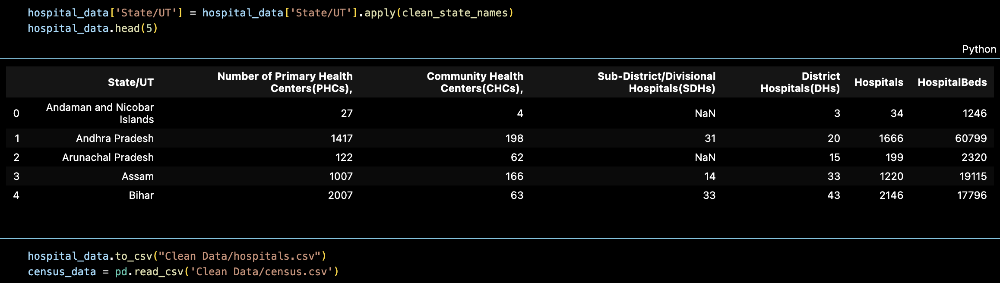 hospital_data['State/UT'] = hospital_data['State/UT'].apply(clean_state_names)
hospital_data.head(5)
Python
State/UT Number of Primary Health Centers(PHCs), Community Health Centers(CHCs), Sub-District/Divisional Hospitals(SDHs) District Hospitals(DHs) Hospitals HospitalBeds
0 Andaman and Nicobar Islands 27 4 NaN 3 34 1246
1 Andhra Pradesh 1417 198 31 20 1666 60799
2 Arunachal Pradesh 122 62 NaN 15 199 2320
3 Assam 1007 166 14 33 1220 19115
4 Bihar 2007 63 33 43 2146 17796
hospital_data.to_csv("Clean Data/hospitals.csv")
census_data = pd.read_csv('Clean Data/census.csv')